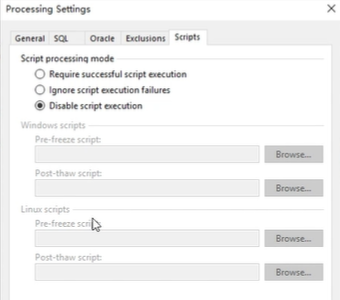 Processing Settings
General SQL Oracle Exclusions Scripts
Script processing mode
Require successful script execution
Ignore script execution failures
Disable script execution
Windows scripts
Pre-freeze script:
Browse...
Post-thaw script:
Browse...
Linux scripts
Pre-freeze script:
Browse...
Post-thaw script:
Browse...